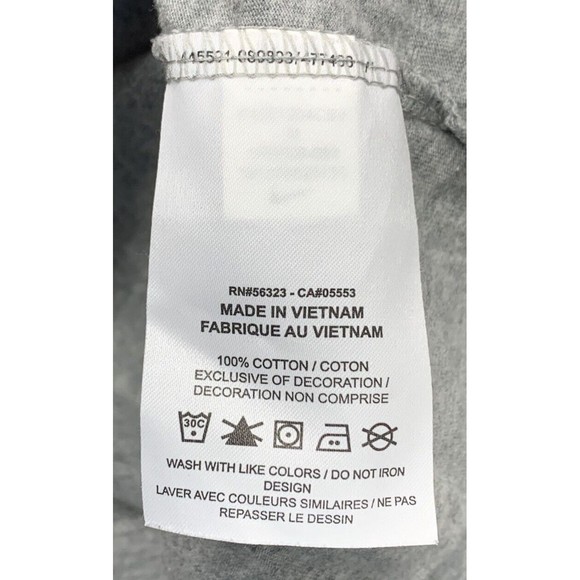 RN#56323 - CA#05553
MADE IN VIETNAM
FABRIQUE AU VIETNAM
100% COTTON / COTON
EXCLUSIVE OF DECORATION /
DECORATION NON COMPRISE
30C
WASH WITH LIKE COLORS / DO NOT IRON
DESIGN
LAVER AVEC COULEURS SIMILAIRES / NE PAS
REPASSER LE DESSIN